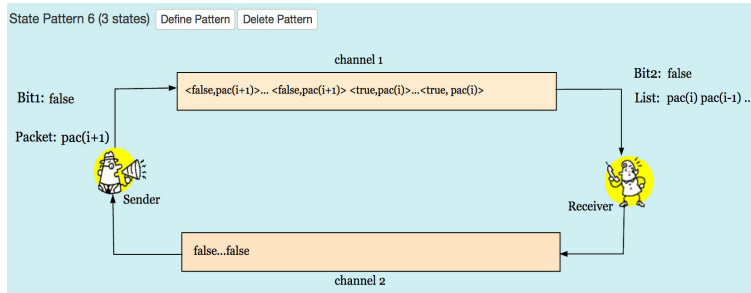 State Pattern 6 (3 states) Define Pattern Delete Pattern
channel 1
Bit1: false
<false,pac(i+1)>... <false,pac(i+1)> <true,pac(i)>...<true, pac(i)>
Bit2: false
List: pac(i) pac(i-1) ..
Packet: pac(i+1)
Sender
Receiver
false...false
channel 2